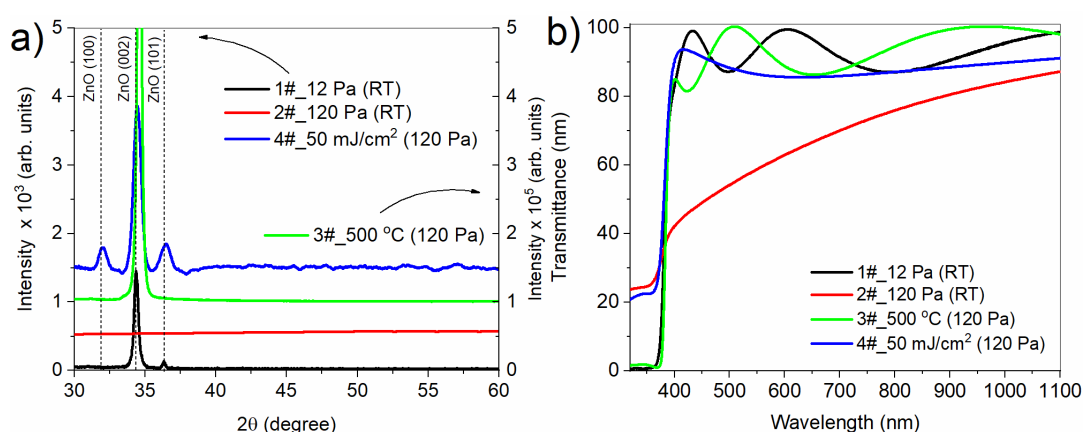 a)
ZnO (100)
ZnO (002)
ZnO (101)
1#_12 Pa (RT)
2#_120 Pa (RT)
4#_50 mJ/cm² (120 Pa)
3#_500 °C (120 Pa)
Intensity x 10³ (arb. units)
5
4
3
2
1
0
5
4
3
2
1
0
Intensity x 10⁵ (arb. units)
30 35 40 45 50 55 60
2θ (degree)
b)
Transmittance (nm)
100
80
60
40
20
0
1#_12 Pa (RT)
2#_120 Pa (RT)
3#_500 °C (120 Pa)
4#_50 mJ/cm² (120 Pa)
400 500 600 700 800 900 1000 1100
Wavelength (nm)